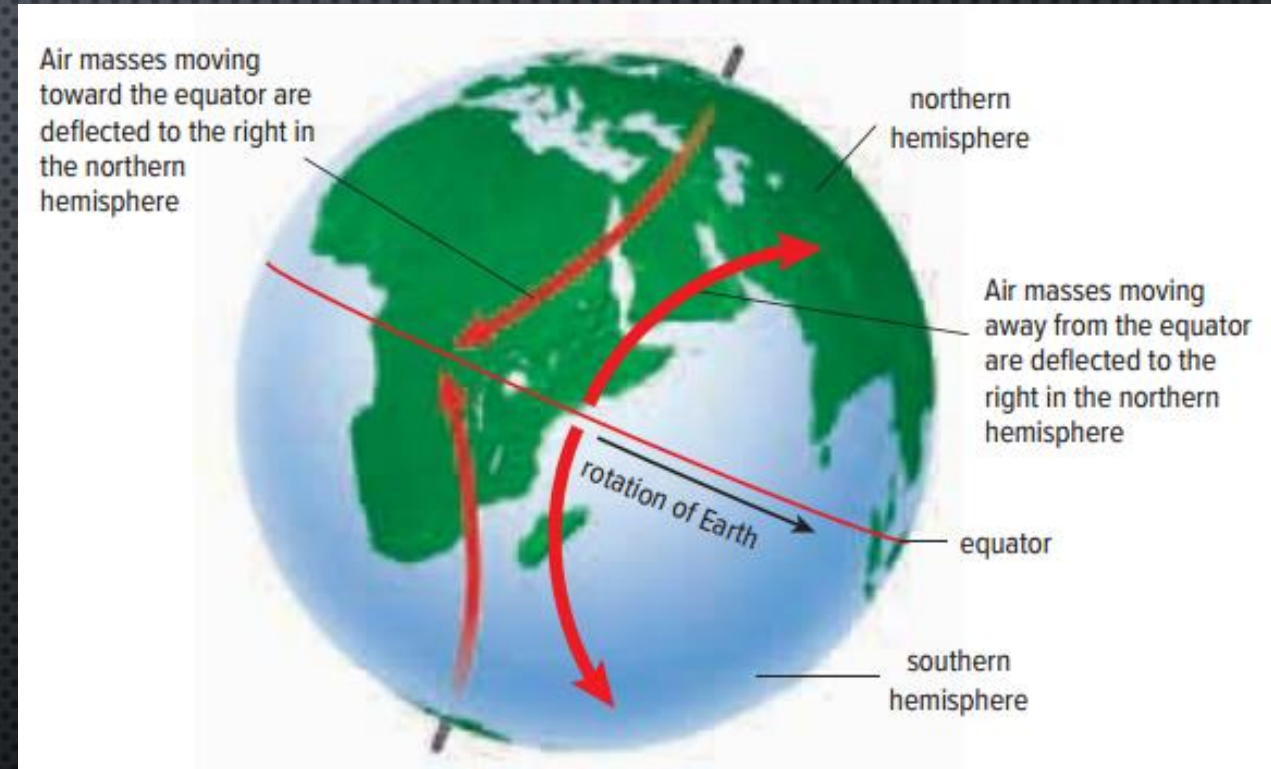 Air masses moving
toward the equator are
deflected to the right in
the northern
hemisphere
northern
hemisphere
Air masses moving
away from the equator
are deflected to the
right in the northern
hemisphere
rotation of Earth
equator
southern
hemisphere